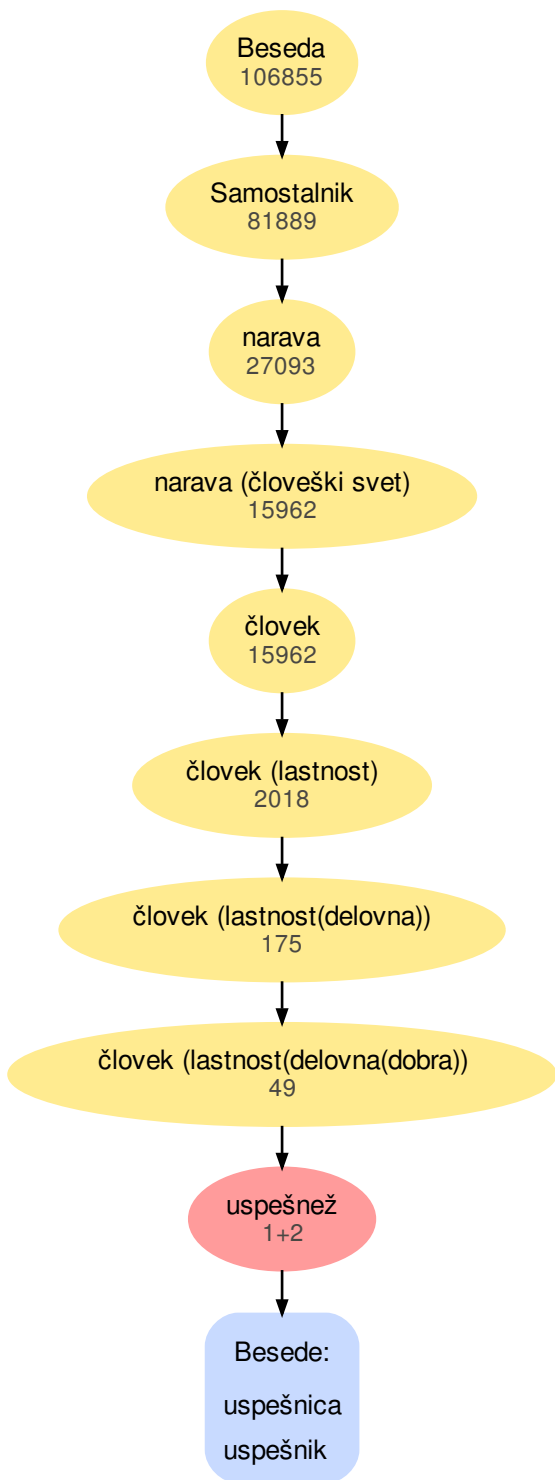 Beseda
106855
Samostalnik
81889
narava
27093
narava (človeški svet)
15962
človek
15962
človek (lastnost)
2018
človek (lastnost(delovna))
175
človek (lastnost(delovna(dobra))
49
uspešnež
1+2
Besede:
uspešnica
uspešnik